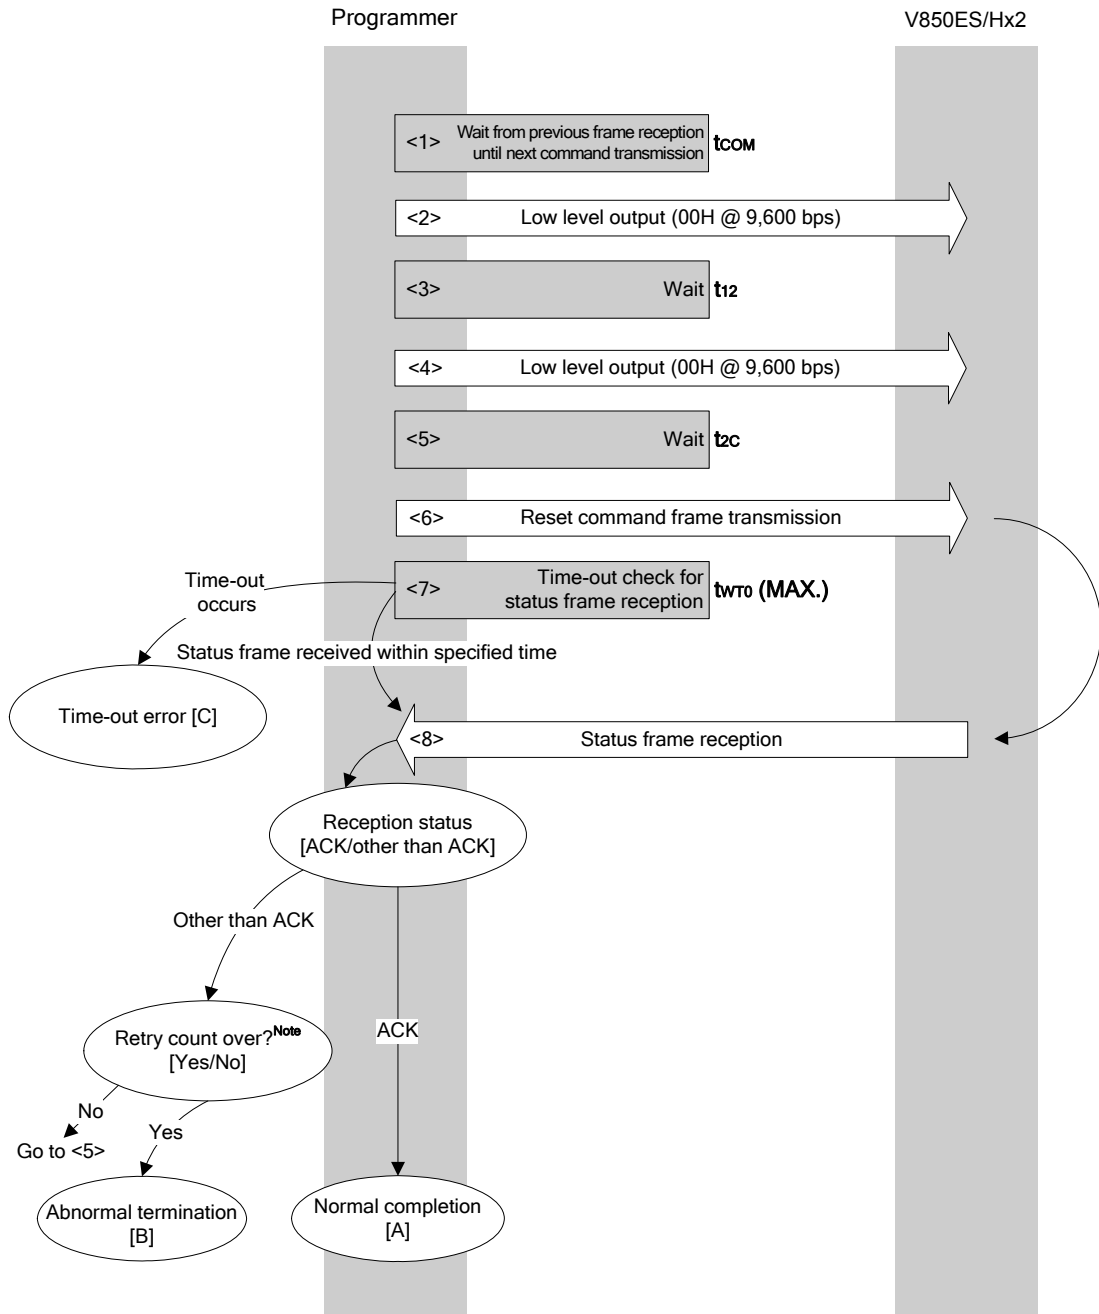 Programmer
V850ES/Hx2
<1> Wait from previous frame reception
until next command transmission
tCOM
<2> Low level output (00H @ 9,600 bps)
<3> Wait t12
<4> Low level output (00H @ 9,600 bps)
<5> Wait t2C
<6> Reset command frame transmission
<7> Time-out check for
status frame reception
tWT0 (MAX.)
Time-out
occurs
Status frame received within specified time
Time-out error [C]
<8> Status frame reception
Reception status
[ACK/other than ACK]
Other than ACK
Retry count over?Note
[Yes/No]
ACK
No
Yes
Go to <5>
Abnormal termination
[B]
Normal completion
[A]